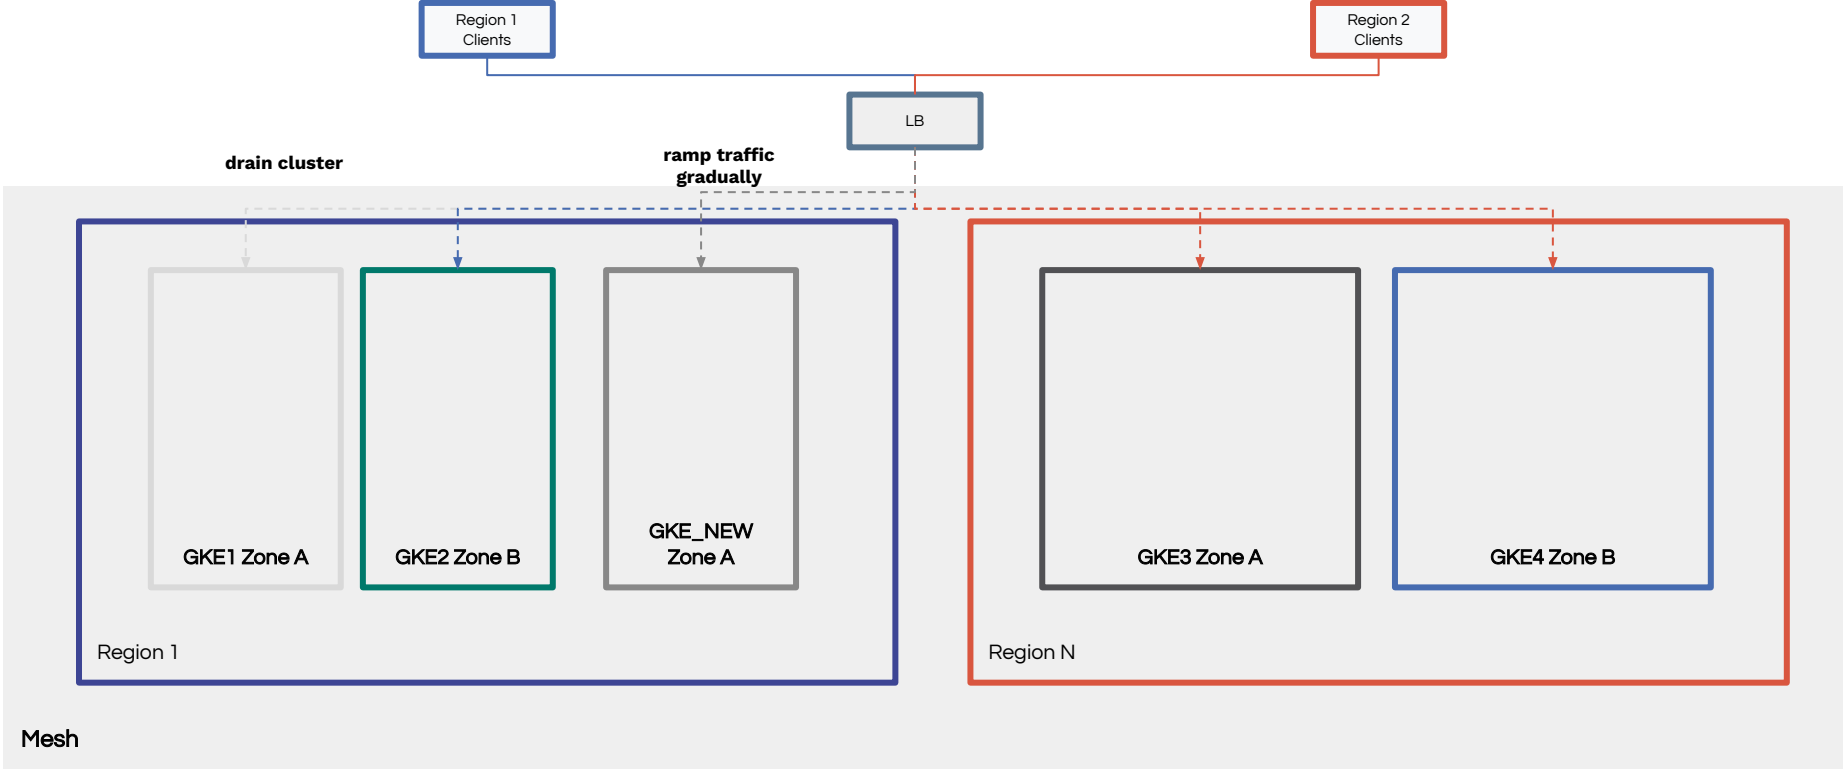 Region 1
Clients
Region 2
Clients
LB
drain cluster
ramp traffic
gradually
GKE1 Zone A
GKE2 Zone B
GKE_NEW
Zone A
GKE3 Zone A
GKE4 Zone B
Region 1
Region N
Mesh